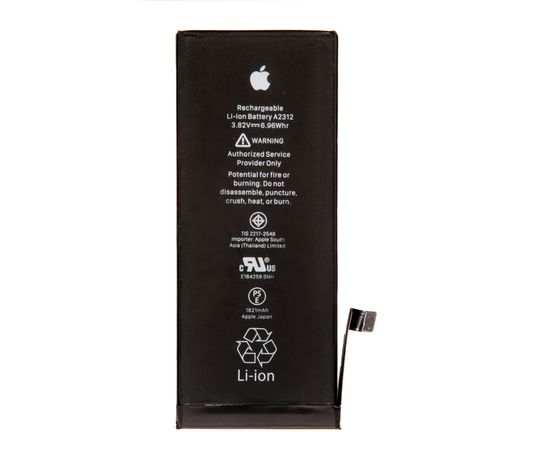 Rechargeable
Li-Ion Battery A2312
3.82V⎓6.96Whr
WARNING
Authorized Service
Provider Only
Potential for fire or
burning. Do not
disassemble, puncture,
crush, heat, or burn.
TIS 2217-2548
Importer: Apple South
Asia (Thailand) Limited
c RU US
E184259 SNH
PS
E
1821mAh
Apple Japan
Li-ion